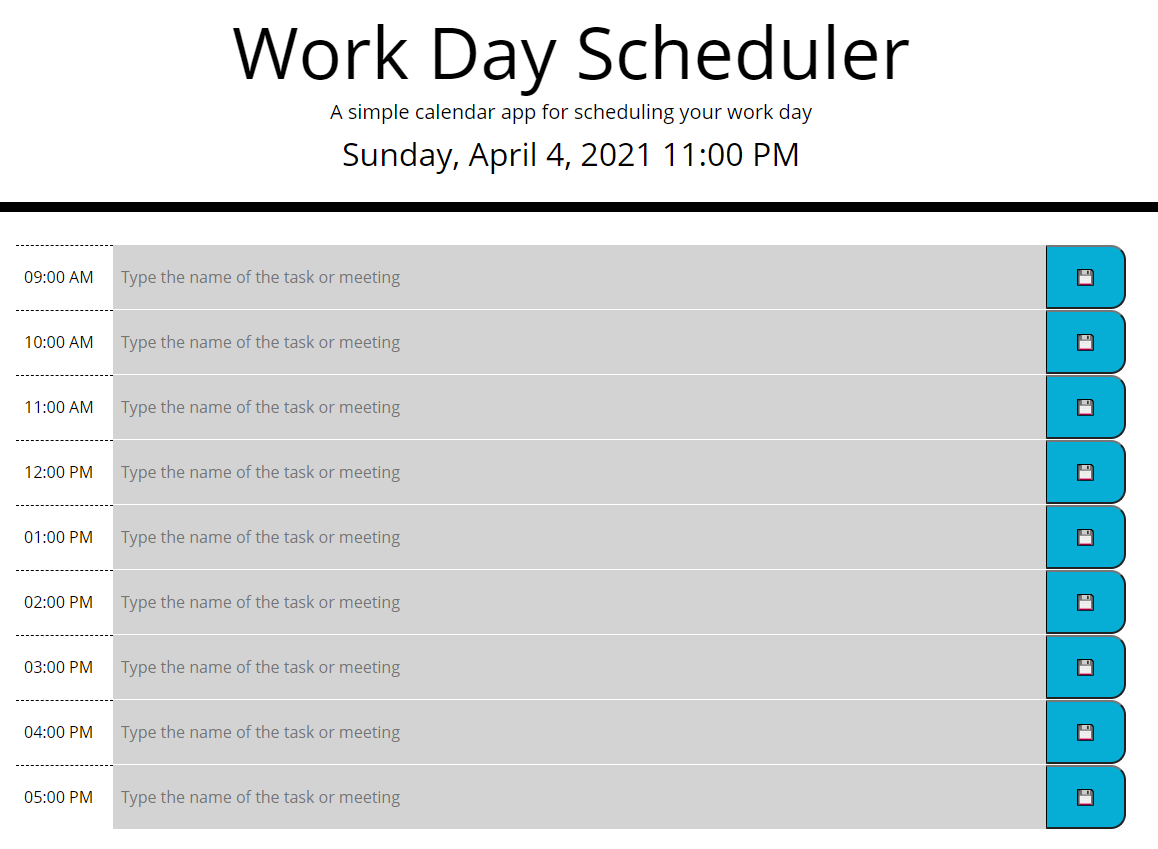 Work Day Scheduler
A simple calendar app for scheduling your work day
Sunday, April 4, 2021 11:00 PM
09:00 AM Type the name of the task or meeting
10:00 AM Type the name of the task or meeting
11:00 AM Type the name of the task or meeting
12:00 PM Type the name of the task or meeting
01:00 PM Type the name of the task or meeting
02:00 PM Type the name of the task or meeting
03:00 PM Type the name of the task or meeting
04:00 PM Type the name of the task or meeting
05:00 PM Type the name of the task or meeting